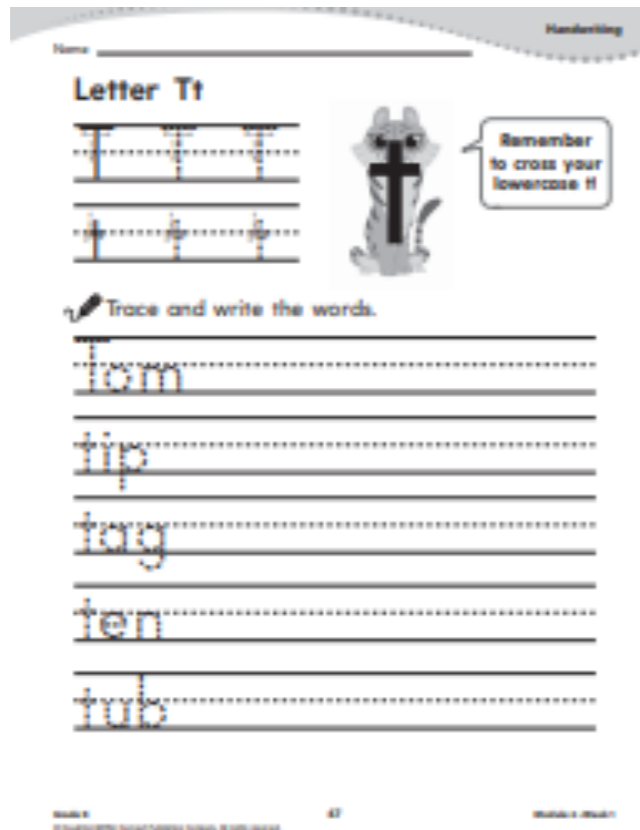 Handwriting
Name
Letter Tt
T T T
t t t
Remember
to cross your
lowercase t!
Trace and write the words.
Tom
tip
tag
ten
tub
47